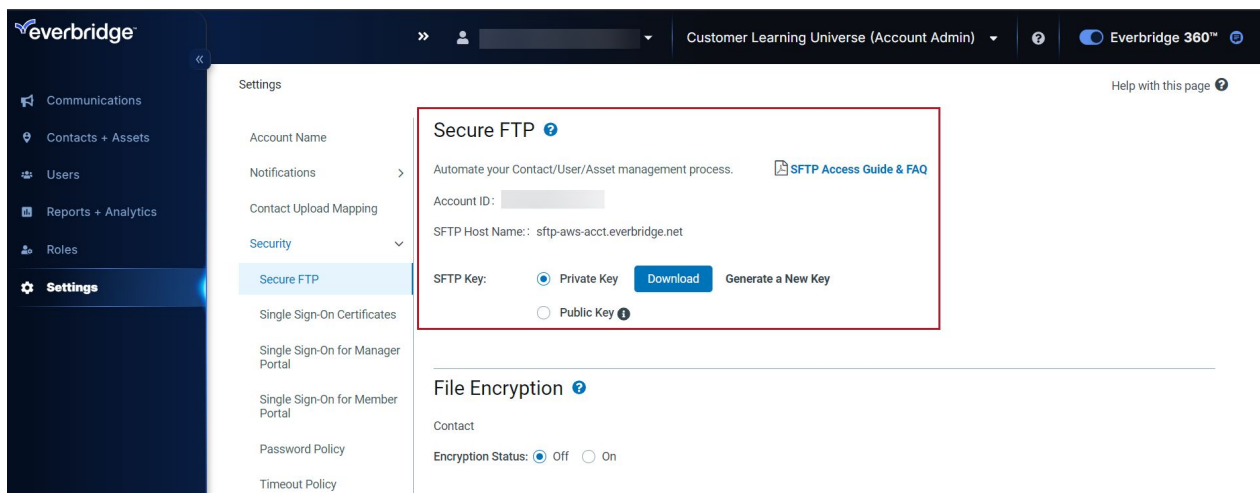 everbridge™
»
Customer Learning Universe (Account Admin)
Everbridge 360™
«
Communications
Contacts + Assets
Users
Reports + Analytics
Roles
Settings
Settings
Help with this page ?
Account Name
Notifications
Contact Upload Mapping
Security
Secure FTP
Single Sign-On Certificates
Single Sign-On for Manager
Portal
Single Sign-On for Member
Portal
Password Policy
Timeout Policy
Secure FTP ?
Automate your Contact/User/Asset management process. SFTP Access Guide & FAQ
Account ID:
SFTP Host Name:: sftp-aws-acct.everbridge.net
SFTP Key: Private Key Download Generate a New Key
Public Key
File Encryption ?
Contact
Encryption Status: Off On